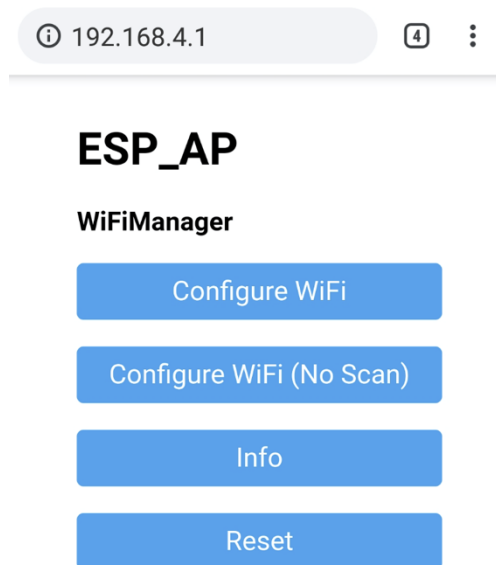 192.168.4.1
4
ESP_AP
WiFiManager
Configure WiFi
Configure WiFi (No Scan)
Info
Reset